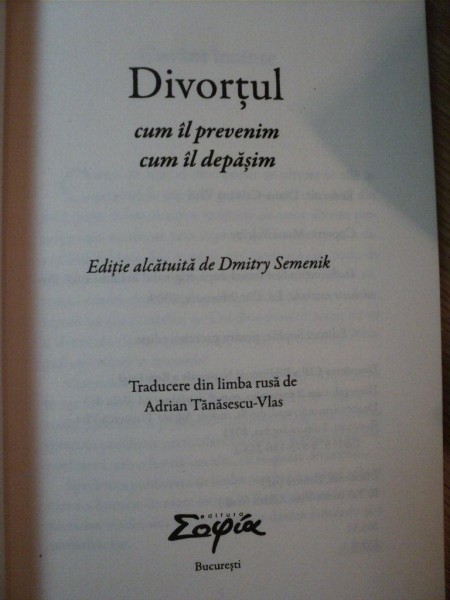 Divorțul
cum îl prevenim
cum îl depășim
Ediție alcătuită de Dmitry Semenik
Traducere din limba rusă de
Adrian Tănăsescu-Vlas
editura
Σοφία
București